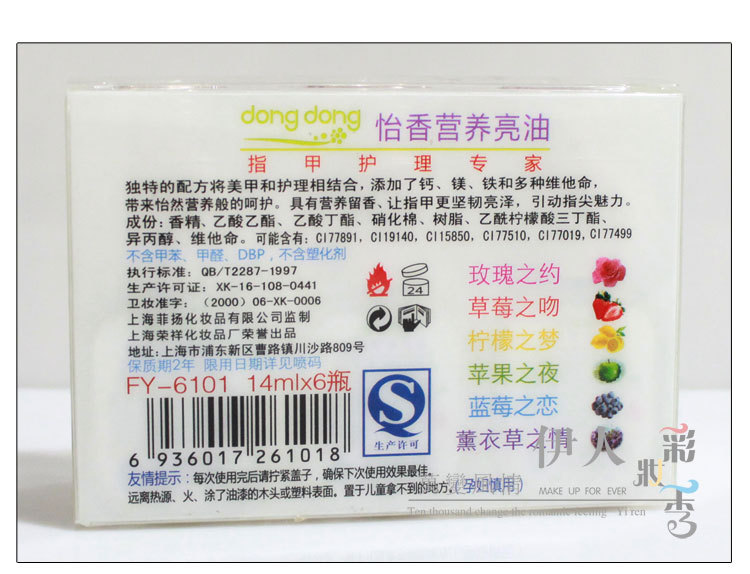 dong dong 怡香营养亮油
指甲护理专家
独特的配方将美甲和护理相结合，添加了钙、镁、铁和多种维他命，
带来怡然营养般的呵护。具有营养留香、让指甲更坚韧亮泽，引动指尖魅力。
成份：香精、乙酸乙酯、乙酸丁酯、硝化棉、树脂、乙酰柠檬酸三丁酯、
异丙醇、维他命。可能含有: CI77891, CI19140, CI15850, CI77510, CI77019, CI77499
不含甲苯、甲醛、DBP，不含塑化剂
执行标准：QB/T2287-1997
生产许可证：XK-16-108-0441
卫妆准字：（2000）06-XK-0006
上海菲扬化妆品有限公司监制
上海荣祥化妆品厂荣誉出品
地址: 上海市浦东新区曹路镇川沙路809号
保质期2年 限用日期详见喷码
FY-6101 14mlx6瓶
24
玫瑰之约
草莓之吻
柠檬之梦
苹果之夜
蓝莓之恋
薰衣草之情
S
生产许可
6 936017 261018
友情提示：每次使用完后请拧紧盖子，确保下次使用效果最佳。
远离热源、火、涂了油漆的木头或塑料表面。置于儿童拿不到的地方。（孕妇慎用）
伊人彩妆季
MAKE UP FOR EVER
Ten thousand change the romantic feeling Yi ren